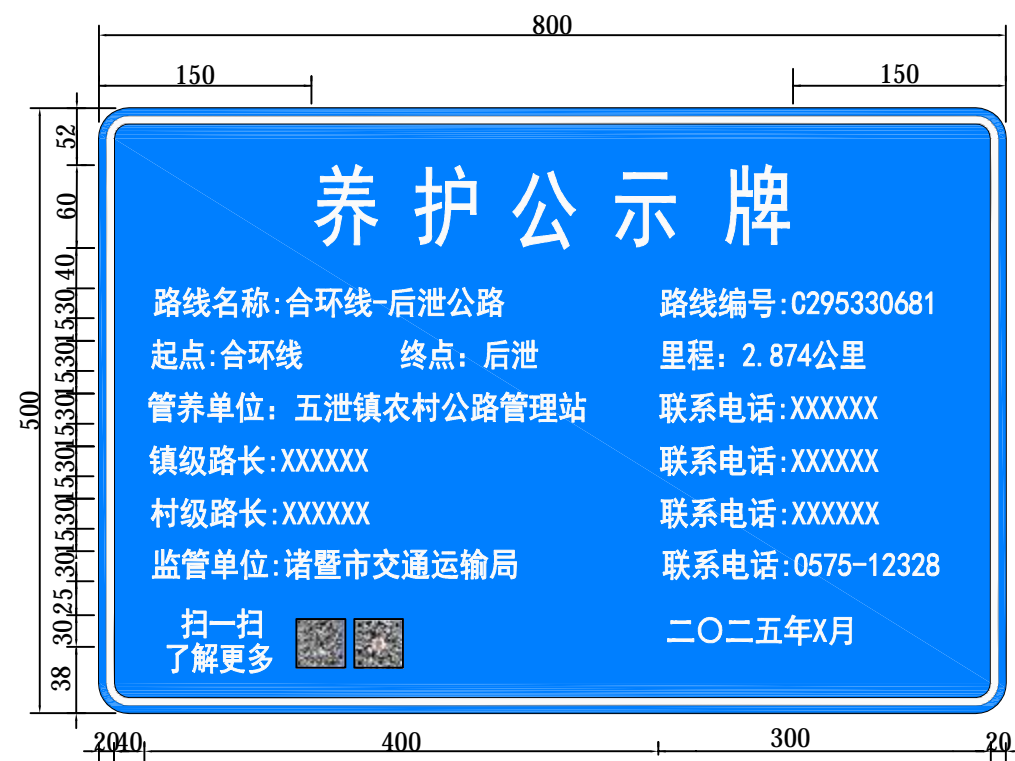 800
150 150
52
60
40
30
15
30
15
30
15
30
15
30
15
30
25
30
38
500
养护公示牌
路线名称:合环线-后泄公路 路线编号:C295330681
起点:合环线 终点：后泄 里程：2.874公里
管养单位：五泄镇农村公路管理站 联系电话:XXXXXX
镇级路长:XXXXXX 联系电话:XXXXXX
村级路长:XXXXXX 联系电话:XXXXXX
监管单位:诸暨市交通运输局 联系电话:0575-12328
扫一扫
了解更多
二〇二五年X月
20 40 400 300 20